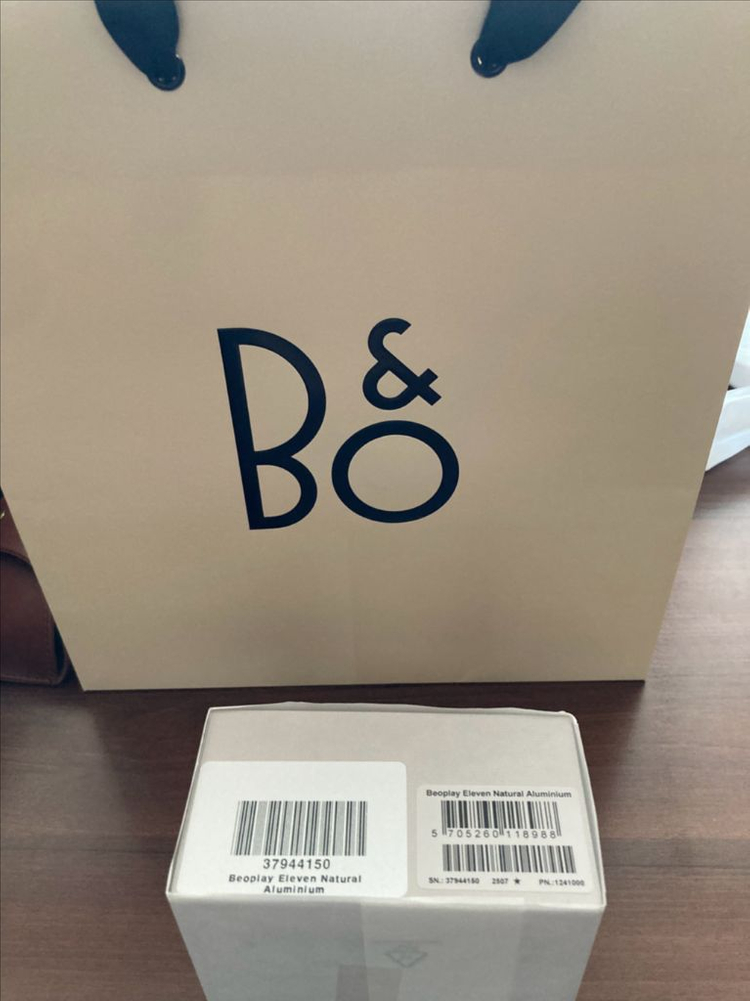 B&O
37944150
Beoplay Eleven Natural
Aluminium
Beoplay Eleven Natural Aluminium
5 705260 118988
SN.: 37944150 2507 ★ PN.:1241000